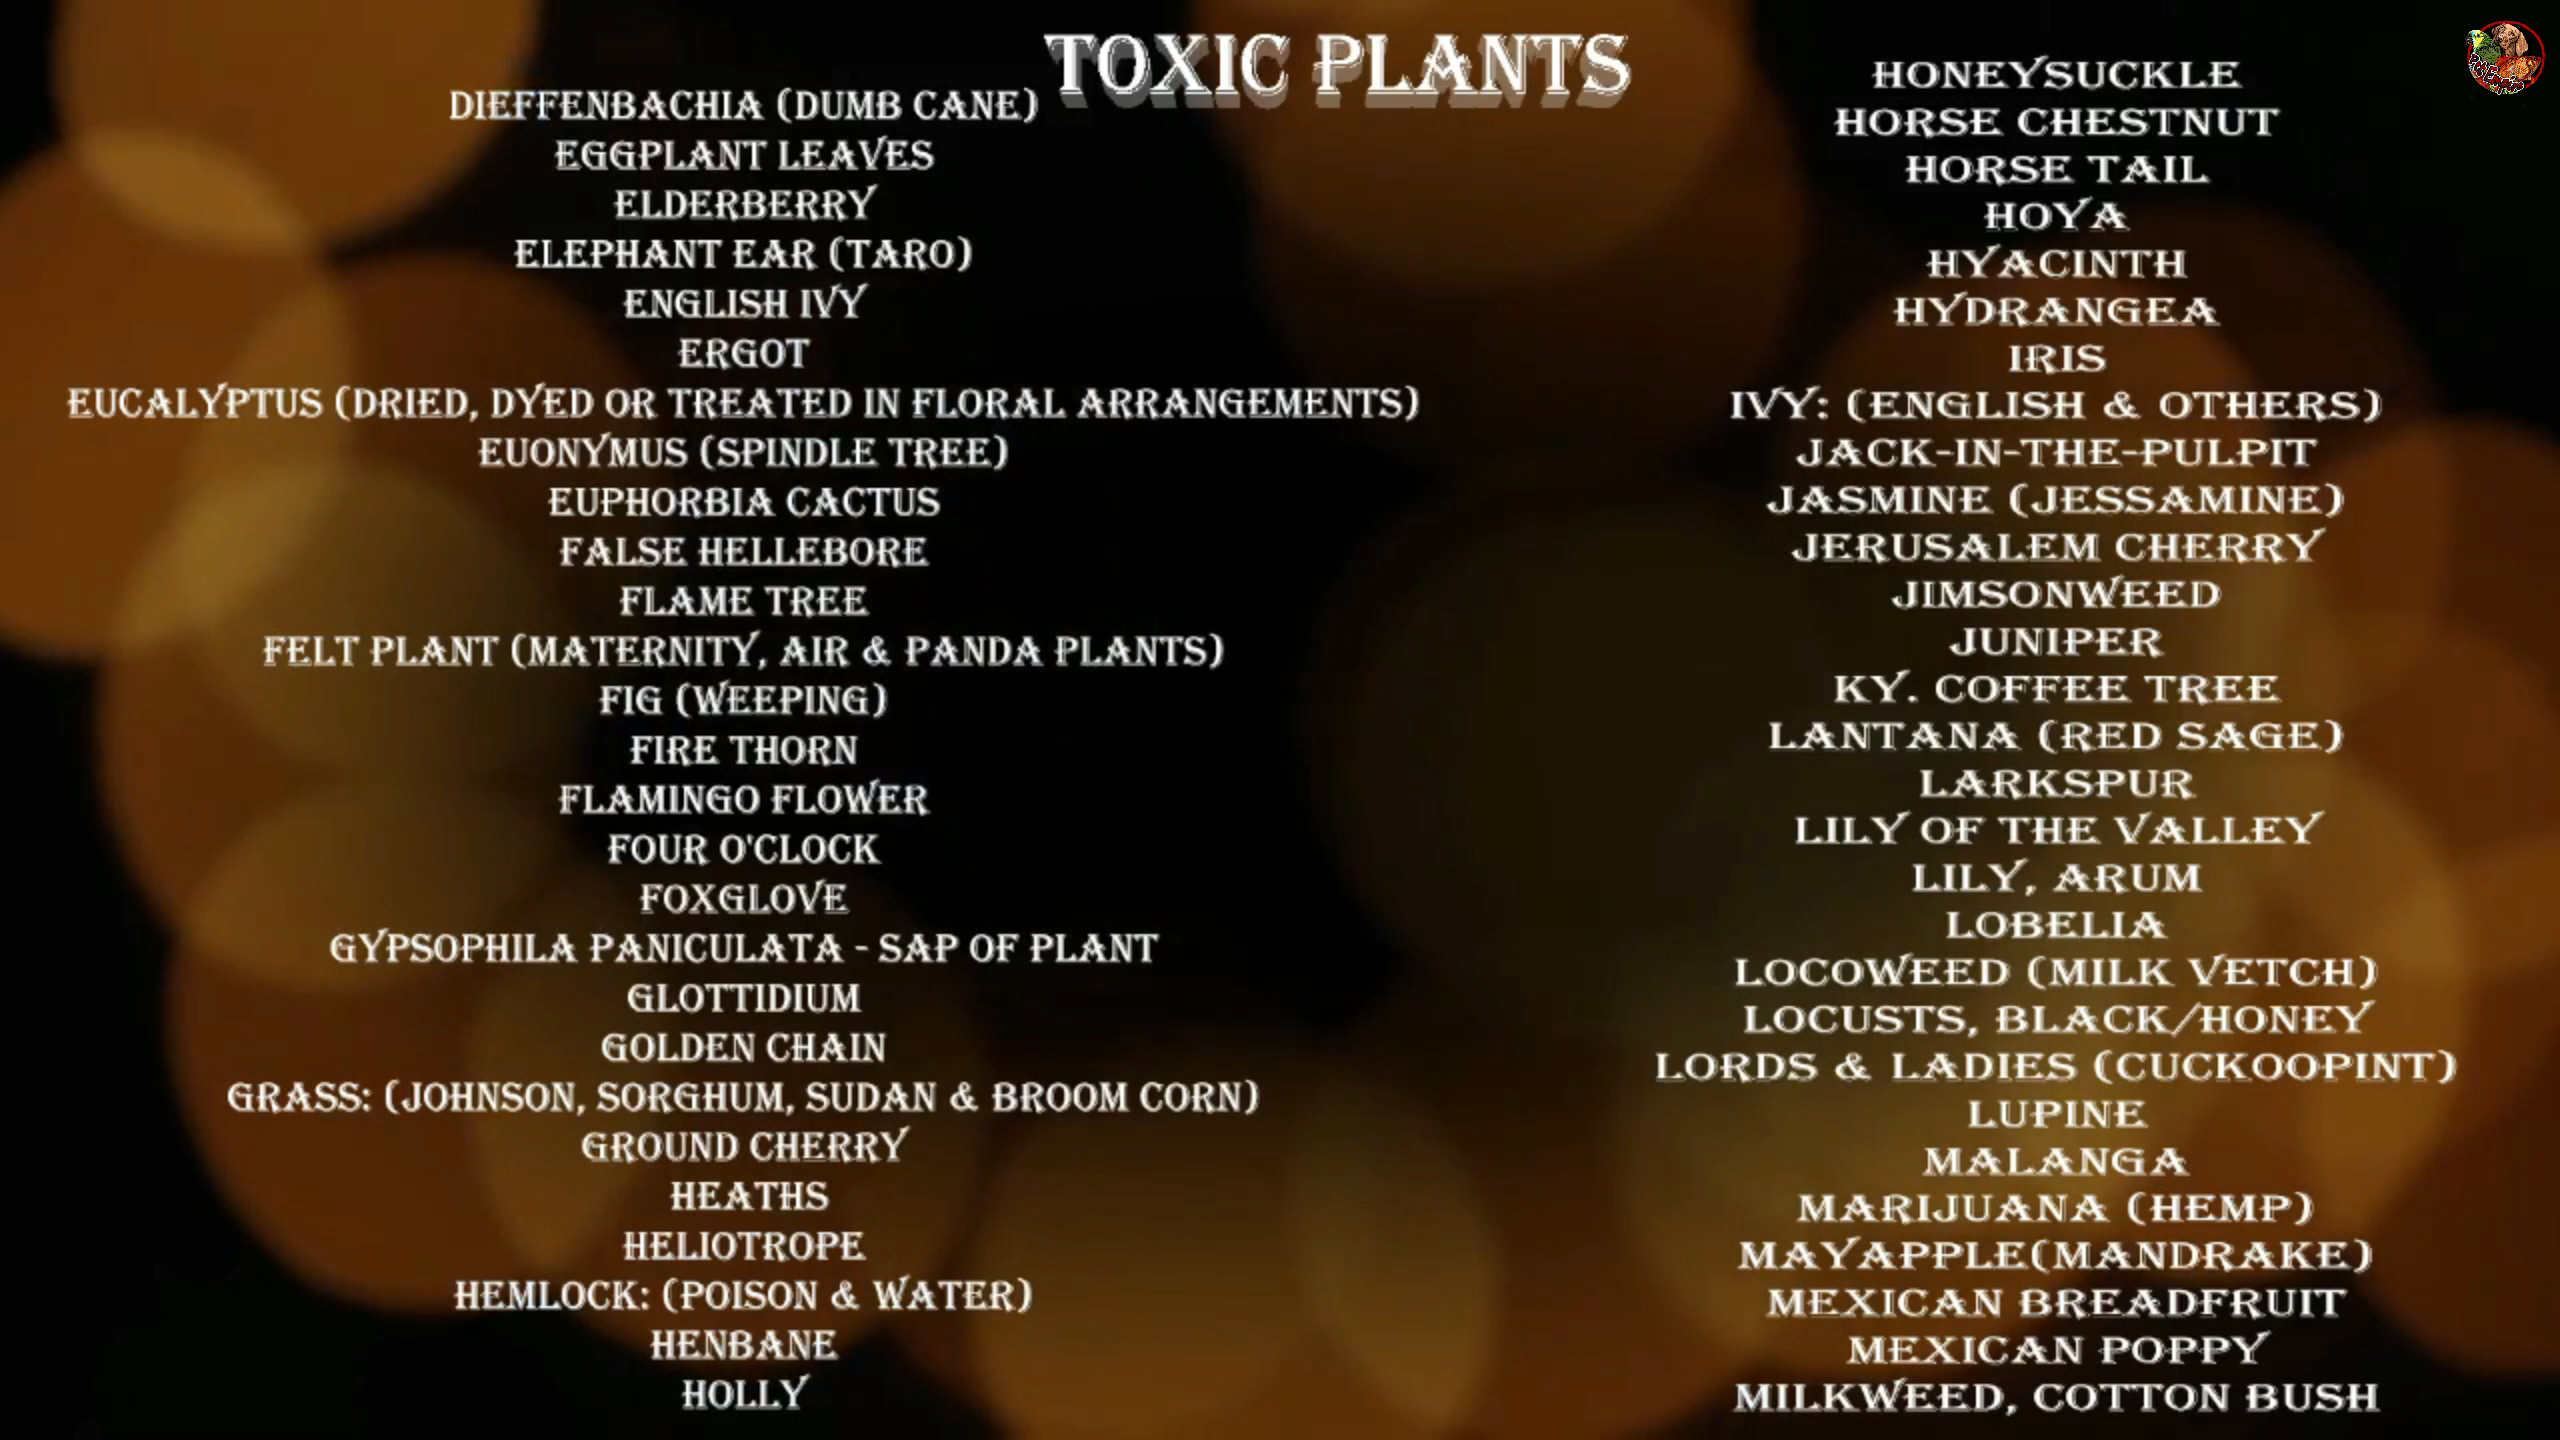 TOXIC PLANTS
DIEFFENBACHIA (DUMB CANE)
EGGPLANT LEAVES
ELDERBERRY
ELEPHANT EAR (TARO)
ENGLISH IVY
ERGOT
EUCALYPTUS (DRIED, DYED OR TREATED IN FLORAL ARRANGEMENTS)
EUONYMUS (SPINDLE TREE)
EUPHORBIA CACTUS
FALSE HELLEBORE
FLAME TREE
FELT PLANT (MATERNITY, AIR & PANDA PLANTS)
FIG (WEEPING)
FIRE THORN
FLAMINGO FLOWER
FOUR O'CLOCK
FOXGLOVE
GYPSOPHILA PANICULATA - SAP OF PLANT
GLOTTIDIUM
GOLDEN CHAIN
GRASS: (JOHNSON, SORGHUM, SUDAN & BROOM CORN)
GROUND CHERRY
HEATHS
HELIOTROPE
HEMLOCK: (POISON & WATER)
HENBANE
HOLLY
HONEYSUCKLE
HORSE CHESTNUT
HORSE TAIL
HOYA
HYACINTH
HYDRANGEA
IRIS
IVY: (ENGLISH & OTHERS)
JACK-IN-THE-PULPIT
JASMINE (JESSAMINE)
JERUSALEM CHERRY
JIMSONWEED
JUNIPER
KY. COFFEE TREE
LANTANA (RED SAGE)
LARKSPUR
LILY OF THE VALLEY
LILY, ARUM
LOBELIA
LOCOWEED (MILK VETCH)
LOCUSTS, BLACK/HONEY
LORDS & LADIES (CUCKOOPINT)
LUPINE
MALANGA
MARIJUANA (HEMP)
MAYAPPLE(MANDRAKE)
MEXICAN BREADFRUIT
MEXICAN POPPY
MILKWEED, COTTON BUSH